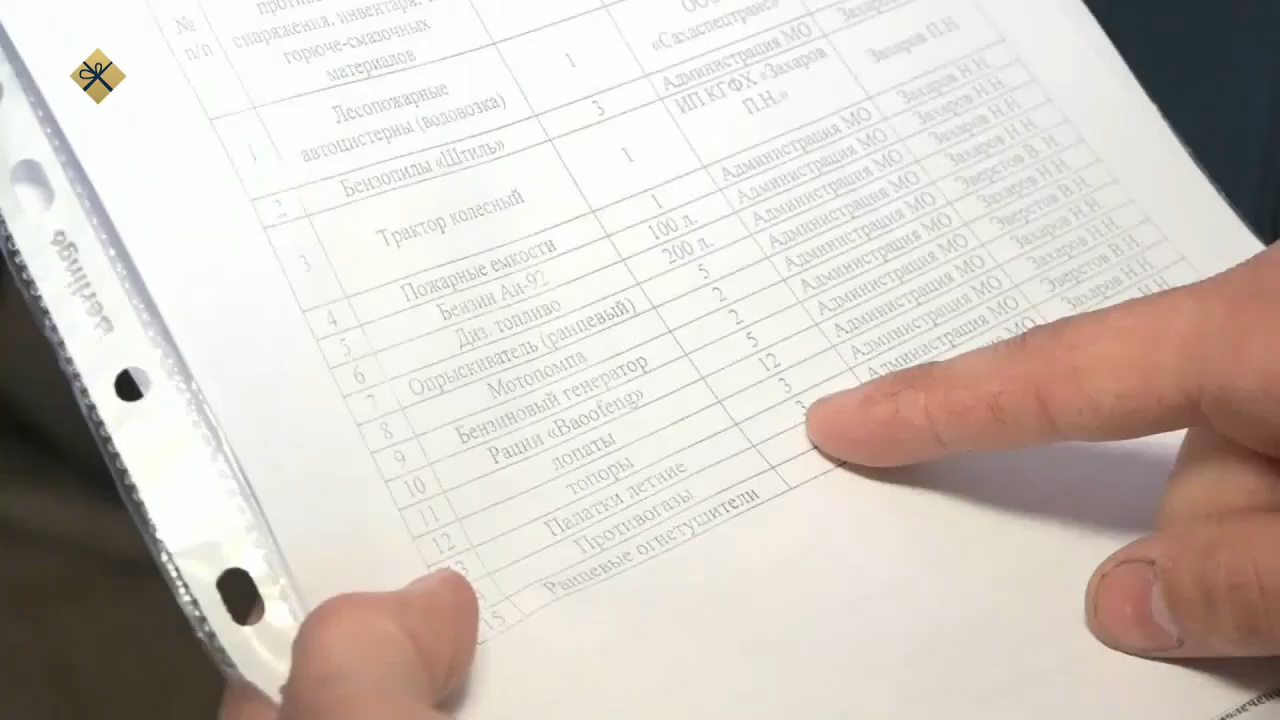 №
п/п
снаряжения, инвентаря,
горюче-смазочных
материалов
«Сахаспецтранс»
1
Лесопожарные
автоцистерны (водовозка)
1
Администрация МО
2
Бензопилы «Штиль»
3
ИП КГФХ «Захаров
П.Н.»
Захаров П.Н
3
Трактор колесный
1
Администрация МО
Захаров Н.Н
4
Пожарные емкости
1
Администрация МО
Захаров Н.Н.
5
Бензин Аи-92
100 л.
Администрация МО
Захаров Н.Н
6
Диз. топливо
200 л.
Администрация МО
Захаров Н.Н
7
Опрыскиватель (ранцевый)
5
Администрация МО
Эверстов В. Н
8
Мотопомпа
2
Администрация МО
Захаров Н.Н
9
Бензиновый генератор
2
Администрация МО
Эверстов В.Н
10
Рации «Baoofeng»
5
Администрация МО
Захаров Н.Н
11
лопаты
12
Администрация МО
Захаров Н.Н.
12
топоры
3
Администрация МО
Эверстов В.Н
13
Палатки летние
3
Захаров Н.Н
Противогазы
15
Ранцевые огнетушители